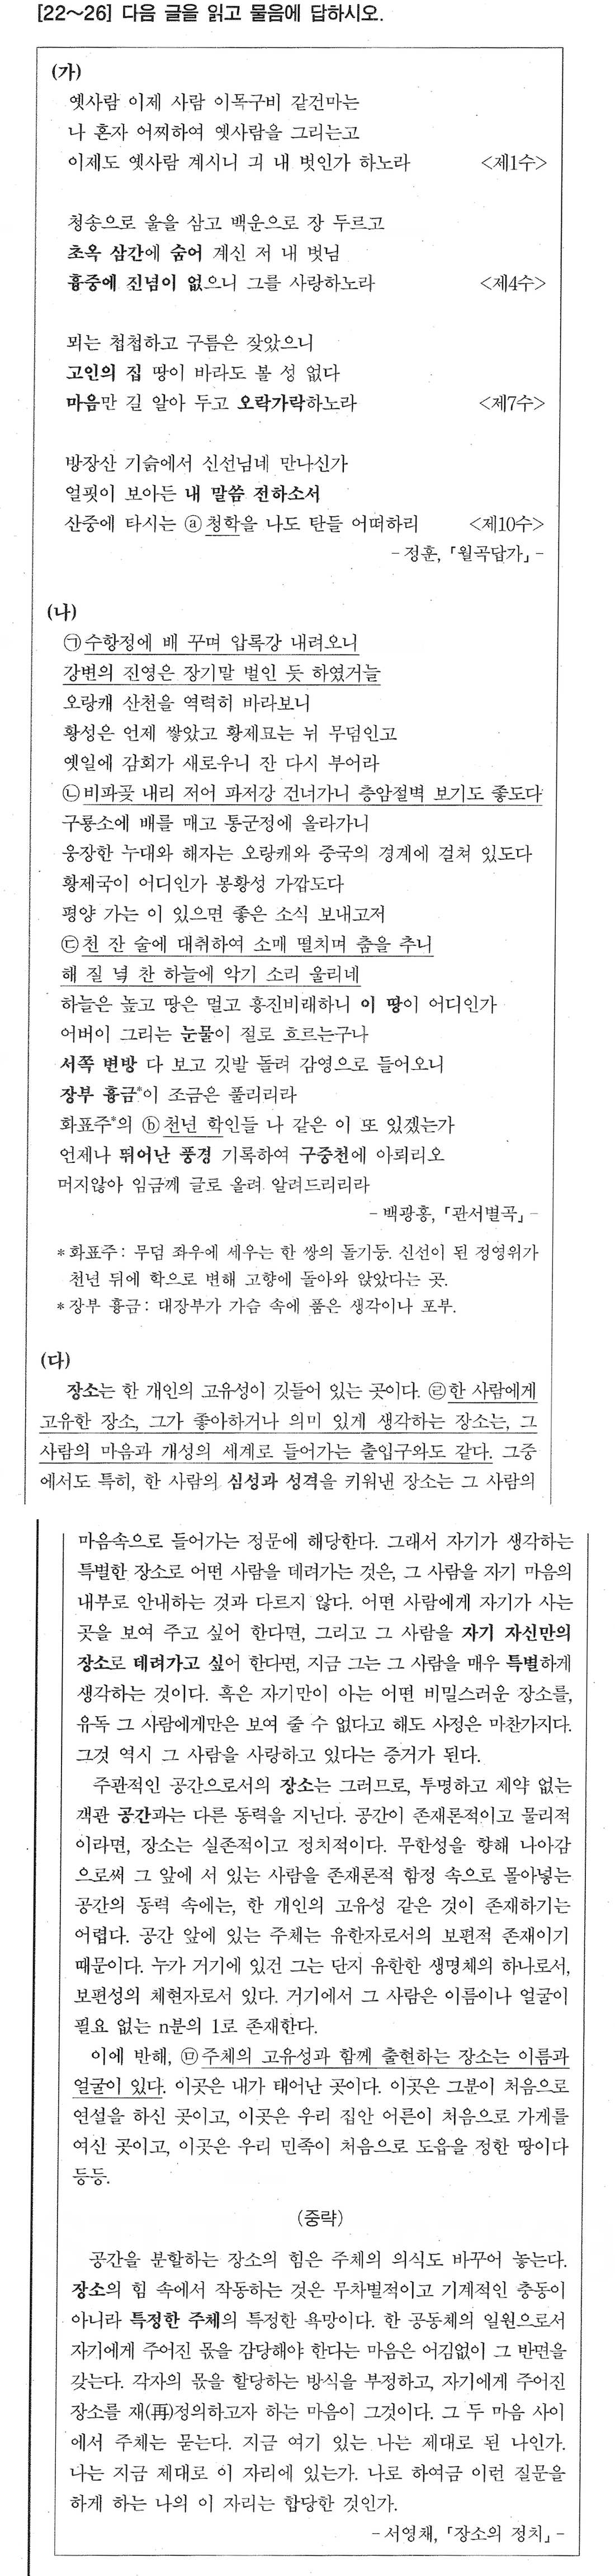 [22～26] 다음 글을 읽고 물음에 답하시오.
(가)
옛사람 이제 사람 이목구비 같건마는
나 혼자 어찌하여 옛사람을 그리는고
이제도 옛사람 계시니 긔 내 벗인가 하노라 <제1수>
청송으로 울을 삼고 백운으로 장 두르고
초옥 삼간에 숨어 계신 저 내 벗님
흉중에 진념이 없으니 그를 사랑하노라 <제4수>
뫼는 첩첩하고 구름은 잦았으니
고인의 집 땅이 바라도 볼 성 없다
마음만 길 알아 두고 오락가락하노라 <제7수>
방장산 기슭에서 신선님네 만나신가
얼핏이 보아든 내 말씀 전하소서
산중에 타시는 ⓐ청학을 나도 탄들 어떠하리 <제10수>
- 정훈, 「월곡답가」 -
(나)
㉠수항정에 배 꾸며 압록강 내려오니
강변의 진영은 장기말 벌인 듯 하였거늘
오랑캐 산천을 역력히 바라보니
황성은 언제 쌓았고 황제묘는 뉘 무덤인고
옛일에 감회가 새로우니 잔 다시 부어라
㉡비파곶 내리 저어 파저강 건너가니 층암절벽 보기도 좋도다
구룡소에 배를 매고 통군정에 올라가니
웅장한 누대와 해자는 오랑캐와 중국의 경계에 걸쳐 있도다
황제국이 어디인가 봉황성 가깝도다
평양 가는 이 있으면 좋은 소식 보내고저
㉢천 잔 술에 대취하여 소매 떨치며 춤을 추니
해 질 녘 찬 하늘에 악기 소리 울리네
하늘은 높고 땅은 멀고 흥진비래하니 이 땅이 어디인가
어버이 그리는 눈물이 절로 흐르는구나
서쪽 변방 다 보고 깃발 돌려 감영으로 들어오니
장부 흉금*이 조금은 풀리리라
화표주*의 ⓑ천년 학인들 나 같은 이 또 있겠는가
언제나 뛰어난 풍경 기록하여 구중천에 아뢰리오
머지않아 임금께 글로 올려 알려드리리라
- 백광홍, 「관서별곡」 -
* 화표주: 무덤 좌우에 세우는 한 쌍의 돌기둥. 신선이 된 정영위가
천년 뒤에 학으로 변해 고향에 돌아와 앉았다는 곳.
* 장부 흉금: 대장부가 가슴 속에 품은 생각이나 포부.
(다)
장소는 한 개인의 고유성이 깃들어 있는 곳이다. ㉣한 사람에게
고유한 장소, 그가 좋아하거나 의미 있게 생각하는 장소는, 그
사람의 마음과 개성의 세계로 들어가는 출입구와도 같다. 그중
에서도 특히, 한 사람의 심성과 성격을 키워낸 장소는 그 사람의
마음속으로 들어가는 정문에 해당한다. 그래서 자기가 생각하는
특별한 장소로 어떤 사람을 데려가는 것은, 그 사람을 자기 마음의
내부로 안내하는 것과 다르지 않다. 어떤 사람에게 자기가 사는
곳을 보여 주고 싶어 한다면, 그리고 그 사람을 자기 자신만의
장소로 데려가고 싶어 한다면, 지금 그는 그 사람을 매우 특별하게
생각하는 것이다. 혹은 자기만이 아는 어떤 비밀스러운 장소를,
유독 그 사람에게만은 보여 줄 수 없다고 해도 사정은 마찬가지다.
그것 역시 그 사람을 사랑하고 있다는 증거가 된다.
주관적인 공간으로서의 장소는 그러므로, 투명하고 제약 없는
객관 공간과는 다른 동력을 지닌다. 공간이 존재론적이고 물리적
이라면, 장소는 실존적이고 정치적이다. 무한성을 향해 나아감
으로써 그 앞에 서 있는 사람을 존재론적 함정 속으로 몰아넣는
공간의 동력 속에는, 한 개인의 고유성 같은 것이 존재하기는
어렵다. 공간 앞에 있는 주체는 유한자로서의 보편적 존재이기
때문이다. 누가 거기에 있건 그는 단지 유한한 생명체의 하나로서,
보편성의 체현자로서 있다. 거기에서 그 사람은 이름이나 얼굴이
필요 없는 n분의 1로 존재한다.
이에 반해, ㉤주체의 고유성과 함께 출현하는 장소는 이름과
얼굴이 있다. 이곳은 내가 태어난 곳이다. 이곳은 그분이 처음으로
연설을 하신 곳이고, 이곳은 우리 집안 어른이 처음으로 가게를
여신 곳이고, 이곳은 우리 민족이 처음으로 도읍을 정한 땅이다
등등.
(중략)
공간을 분할하는 장소의 힘은 주체의 의식도 바꾸어 놓는다.
장소의 힘 속에서 작동하는 것은 무차별적이고 기계적인 충동이
아니라 특정한 주체의 특정한 욕망이다. 한 공동체의 일원으로서
자기에게 주어진 몫을 감당해야 한다는 마음은 어김없이 그 반면을
갖는다. 각자의 몫을 할당하는 방식을 부정하고, 자기에게 주어진
장소를 재(再)정의하고자 하는 마음이 그것이다. 그 두 마음 사이
에서 주체는 묻는다. 지금 여기 있는 나는 제대로 된 나인가.
나는 지금 제대로 이 자리에 있는가. 나로 하여금 이런 질문을
하게 하는 나의 이 자리는 합당한 것인가.
- 서영채, 「장소의 정치」 -